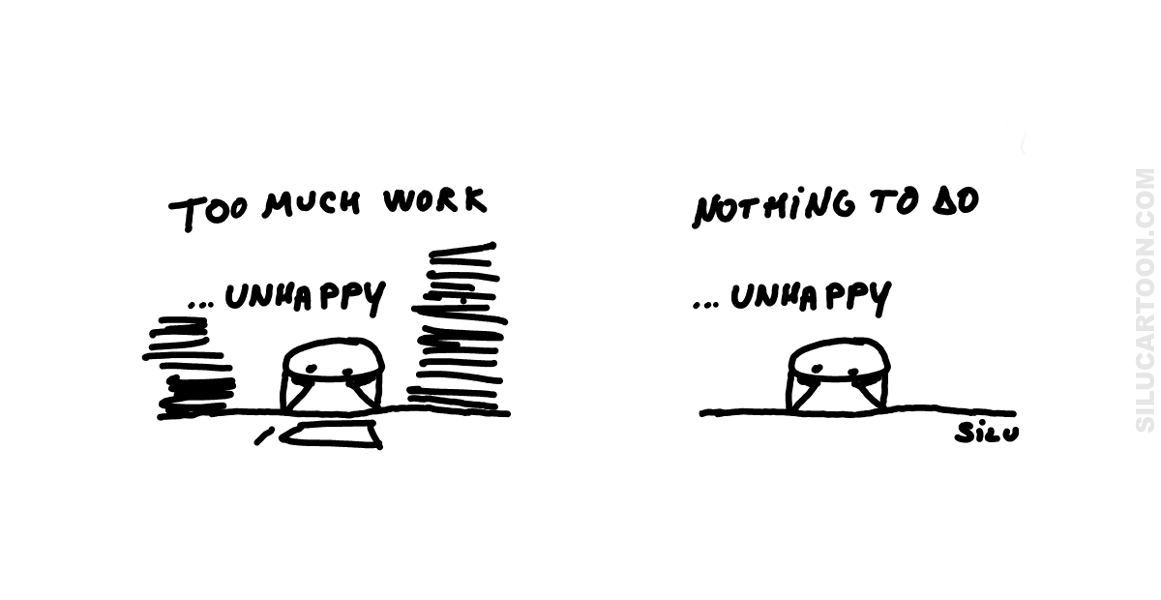 TOO MUCH WORK
...UNHAPPY
NOTHING TO DO
...UNHAPPY
SILU
SILUCARTOON.COM